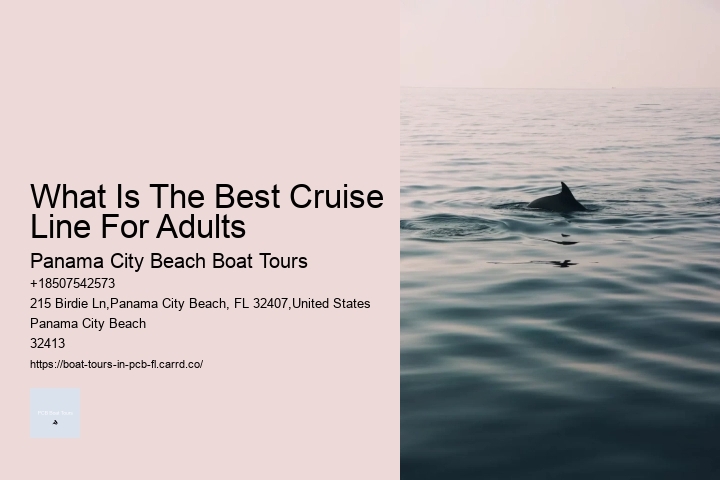 What Is The Best Cruise
Line For Adults
Panama City Beach Boat Tours
+18507542573
215 Birdie Ln,Panama City Beach, FL 32407,United States
Panama City Beach
32413
https://boat-tours-in-pcb-fl.carrd.co/